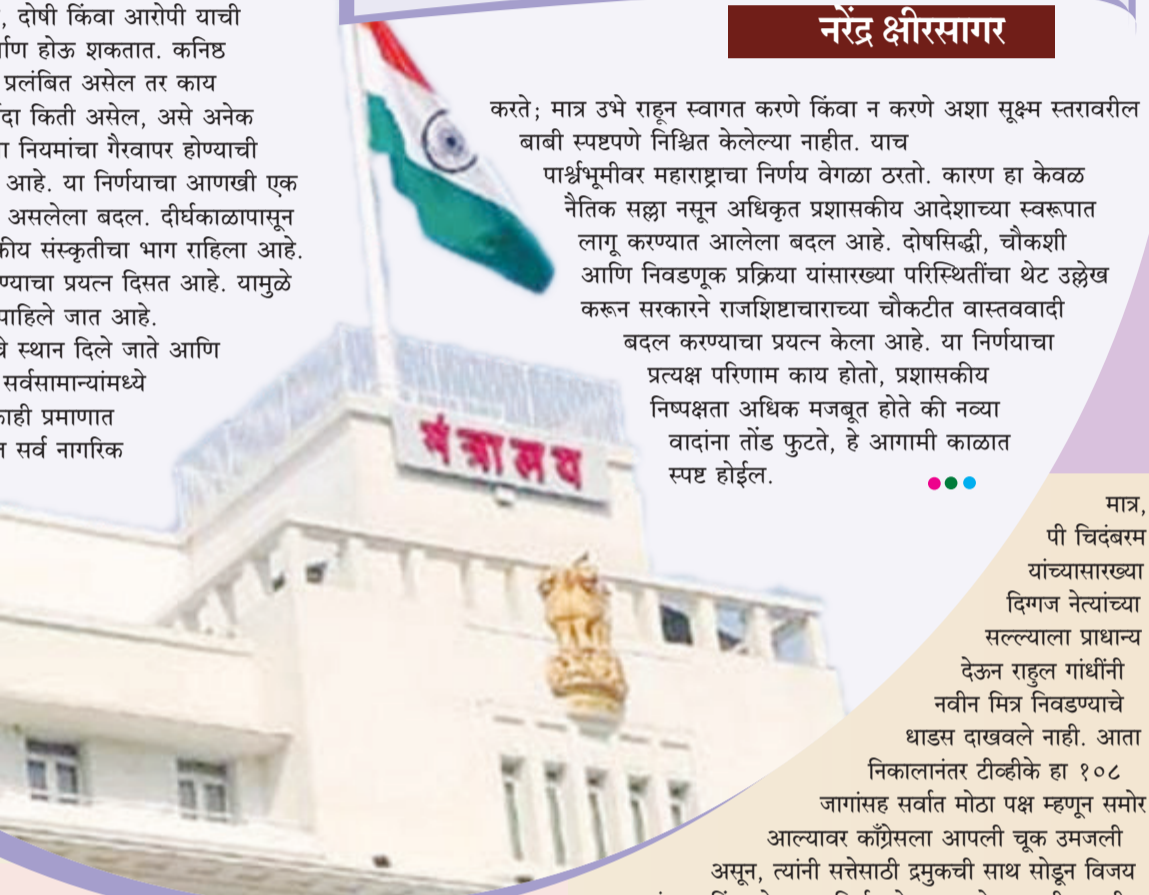 , दोषी किंवा आरोपी याची
होऊ शकतात. कनिष्ठ
प्रलंबित असेल तर काय
किती असेल, असे अनेक
नियमांचा गैरवापर होण्याची
आहे. या निर्णयाचा आणखी एक
असलेला बदल. दीर्घकाळापासून
संस्कृतीचा भाग राहिला आहे.
प्रयत्न दिसत आहे. यामुळे
पाहिले जात आहे.
स्थान दिले जाते आणि
सर्वसामान्यांमध्ये
प्रमाणात
सर्व नागरिक
नरेंद्र क्षीरसागर
करते; मात्र उभे राहून स्वागत करणे किंवा न करणे अशा सूक्ष्म स्तरावरील
बाबी स्पष्टपणे निश्चित केलेल्या नाहीत. याच
पार्श्वभूमीवर महाराष्ट्राचा निर्णय वेगळा ठरतो. कारण हा केवळ
नैतिक सल्ला नसून अधिकृत प्रशासकीय आदेशाच्या स्वरूपात
लागू करण्यात आलेला बदल आहे. दोषसिद्धी, चौकशी
आणि निवडणूक प्रक्रिया यांसारख्या परिस्थितींचा थेट उल्लेख
करून सरकारने राजशिष्टाचाराच्या चौकटीत वास्तववादी
बदल करण्याचा प्रयत्न केला आहे. या निर्णयाचा
प्रत्यक्ष परिणाम काय होतो, प्रशासकीय
निष्पक्षता अधिक मजबूत होते की नव्या
वादांना तोंड फुटते, हे आगामी काळात
स्पष्ट होईल.
मंत्रालय
मात्र,
पी चिदंबरम
यांच्यासारख्या
दिग्गज नेत्यांच्या
सल्ल्याला प्राधान्य
देऊन राहुल गांधींनी
नवीन मित्र निवडण्याचे
धाडस दाखवले नाही. आता
निकालानंतर टीव्हीके हा १०८
जागांसह सर्वात मोठा पक्ष म्हणून समोर
आल्यावर काँग्रेसला आपली चूक उमजली
असून, त्यांनी सत्तेसाठी द्रमुकची साथ सोडून विजय